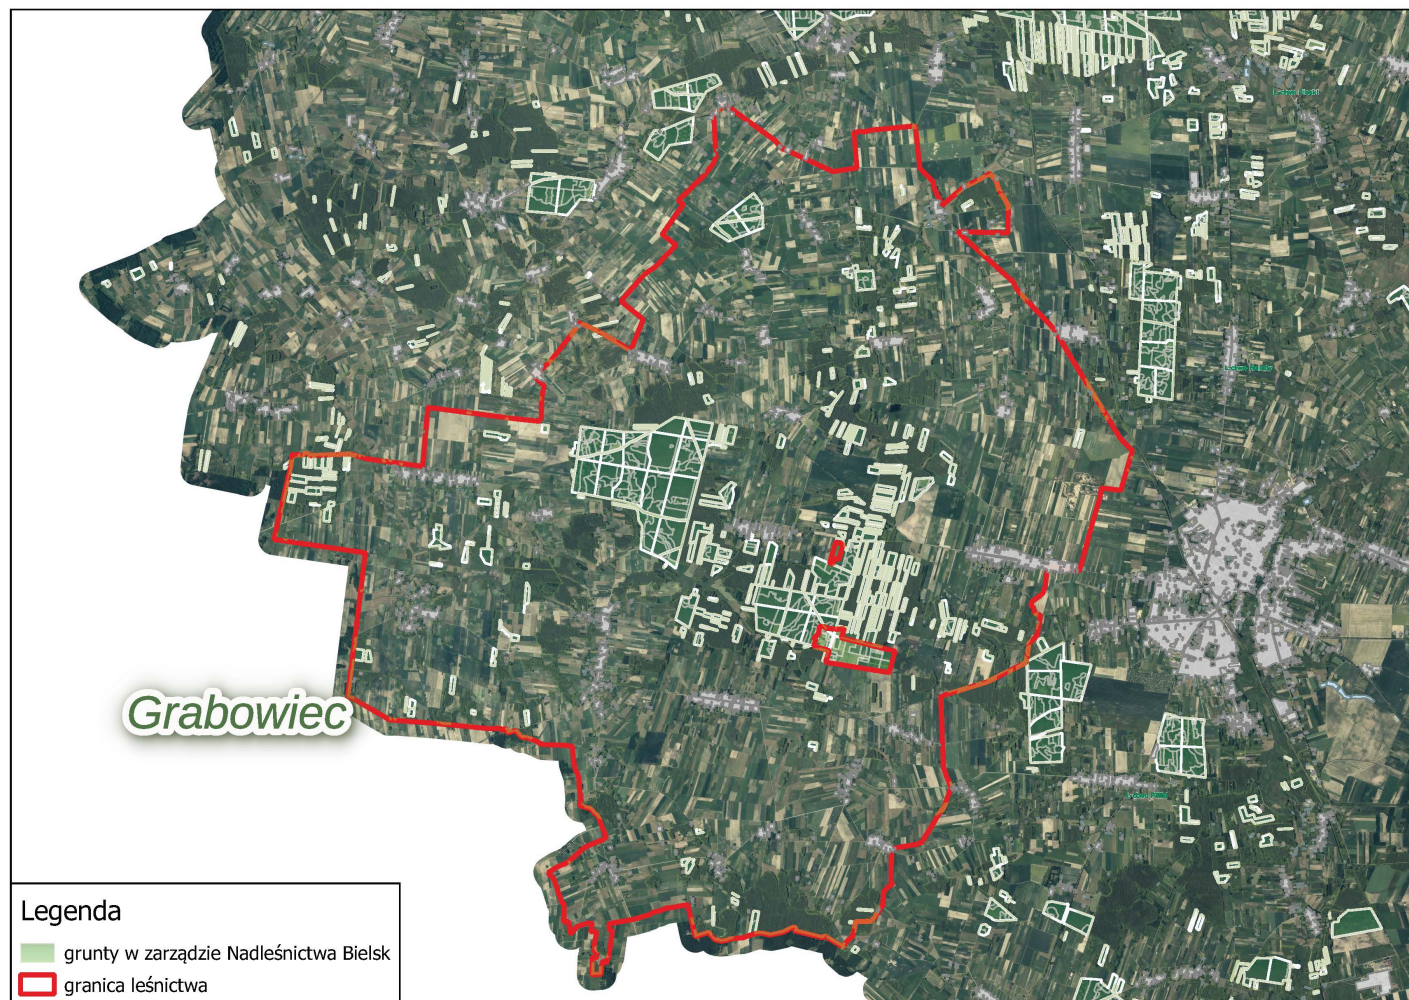 Grabowiec
Legenda
grunty w zarządzie Nadleśnictwa Bielsk
granica leśnictwa